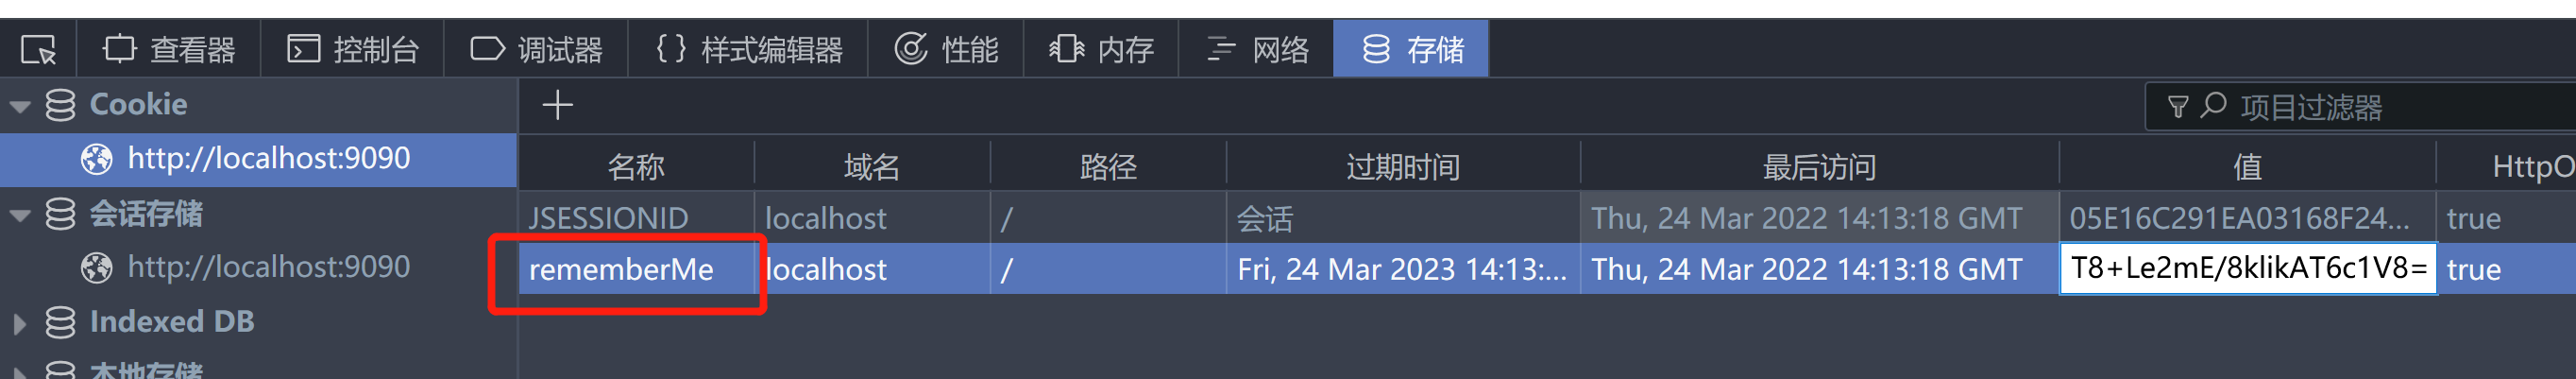 查看器 控制台 调试器 样式编辑器 性能 内存 网络 存储
Cookie 项目过滤器
http://localhost:9090
名称 域名 路径 过期时间 最后访问 值 HttpO
会话存储
JSESSIONID localhost / 会话 Thu, 24 Mar 2022 14:13:18 GMT 05E16C291EA03168F24... true
http://localhost:9090
rememberMe localhost / Fri, 24 Mar 2023 14:13:... Thu, 24 Mar 2022 14:13:18 GMT T8+Le2mE/8klikAT6c1V8= true
Indexed DB
本地存储